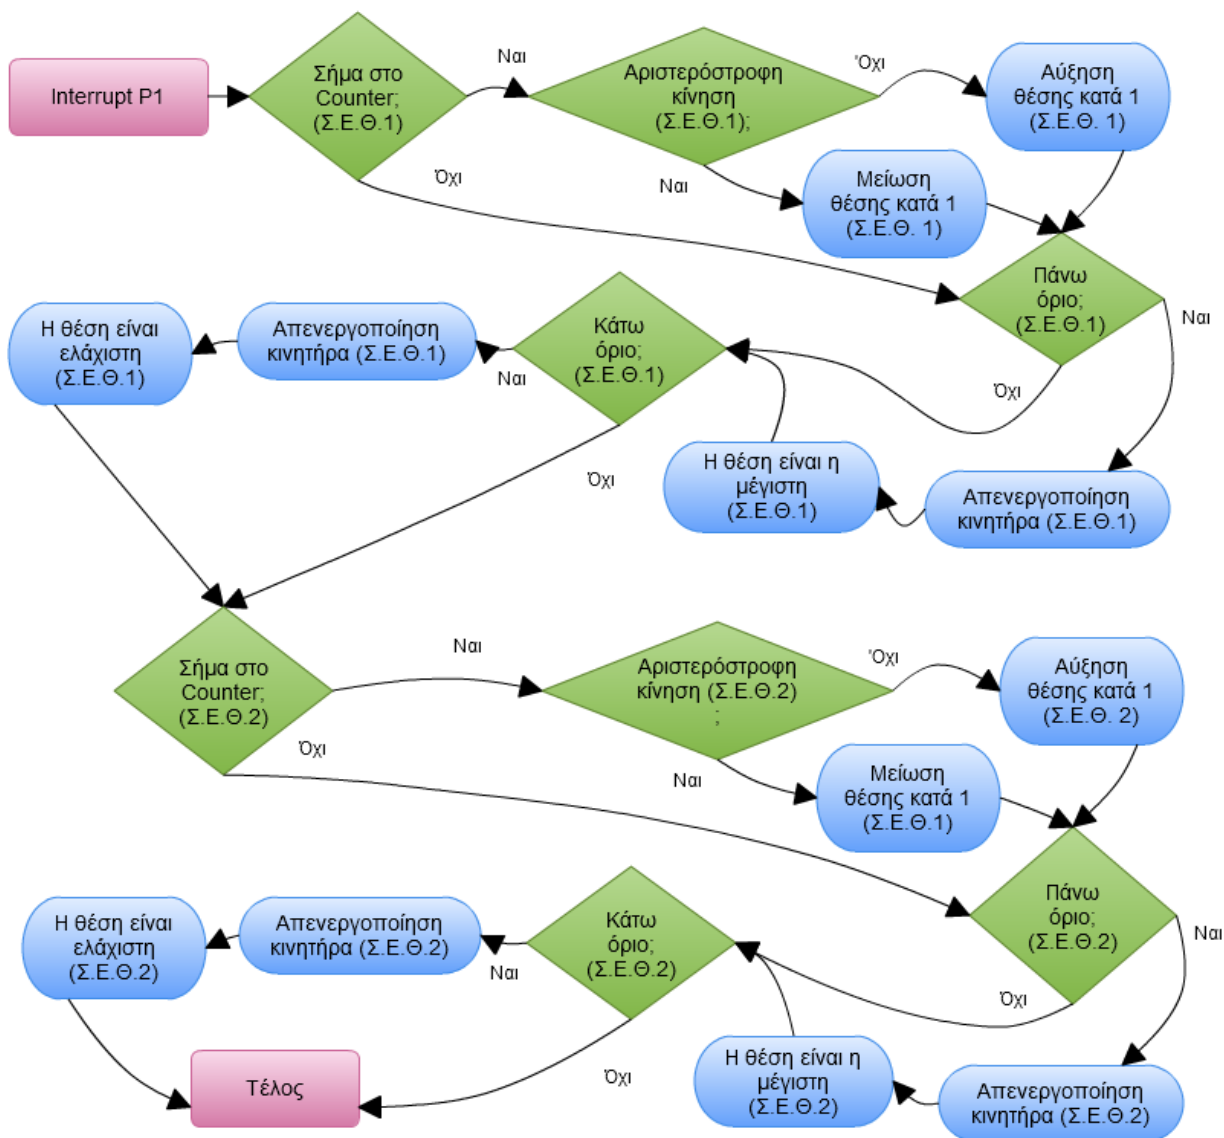 Interrupt P1
Σήμα στο
Counter;
(Σ.Ε.Θ.1)
Ναι
Αριστερόστροφη
κίνηση
(Σ.Ε.Θ.1);
'Οχι
Αύξηση
θέσης κατά 1
(Σ.Ε.Θ. 1)
Όχι
Ναι
Μείωση
θέσης κατά 1
(Σ.Ε.Θ. 1)
Πάνω
όριο;
(Σ.Ε.Θ.1)
Ναι
Η θέση είναι
ελάχιστη
(Σ.Ε.Θ.1)
Απενεργοποίηση
κινητήρα (Σ.Ε.Θ.1)
Ναι
Κάτω
όριο;
(Σ.Ε.Θ.1)
Όχι
Όχι
Η θέση είναι η
μέγιστη
(Σ.Ε.Θ.1)
Απενεργοποίηση
κινητήρα (Σ.Ε.Θ.1)
Σήμα στο
Counter;
(Σ.Ε.Θ.2)
Ναι
Αριστερόστροφη
κίνηση (Σ.Ε.Θ.2)
;
'Οχι
Αύξηση
θέσης κατά 1
(Σ.Ε.Θ. 2)
Όχι
Ναι
Μείωση
θέσης κατά 1
(Σ.Ε.Θ.1)
Πάνω
όριο;
(Σ.Ε.Θ.2)
Ναι
Η θέση είναι
ελάχιστη
(Σ.Ε.Θ.2)
Απενεργοποίηση
κινητήρα (Σ.Ε.Θ.2)
Ναι
Κάτω
όριο;
(Σ.Ε.Θ.2)
Όχι
Τέλος
Όχι
Η θέση είναι η
μέγιστη
(Σ.Ε.Θ.2)
Απενεργοποίηση
κινητήρα (Σ.Ε.Θ.2)